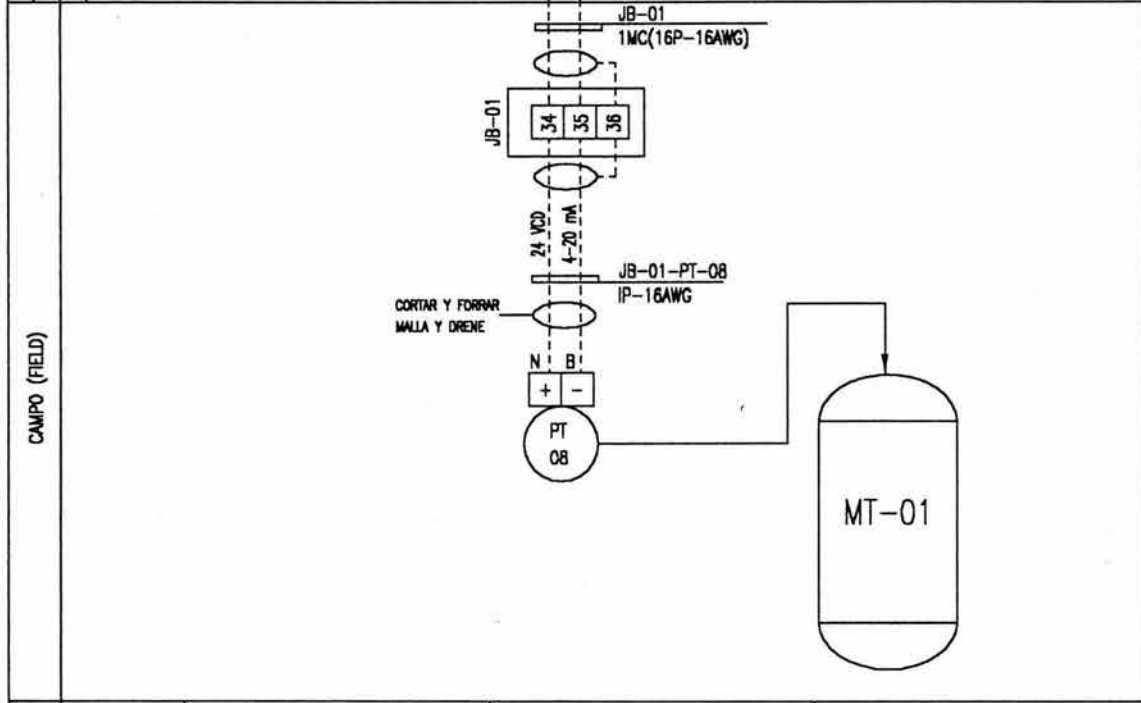 JB-01
1MC(16P-16AWG)
JB-01
34 35 36
24 VCD
4-20 mA
JB-01-PT-08
IP-16AWG
CORTAR Y FORRAR
MALLA Y DRENE
N B
+ -
PT
08
MT-01
CAMPO (FIELD)